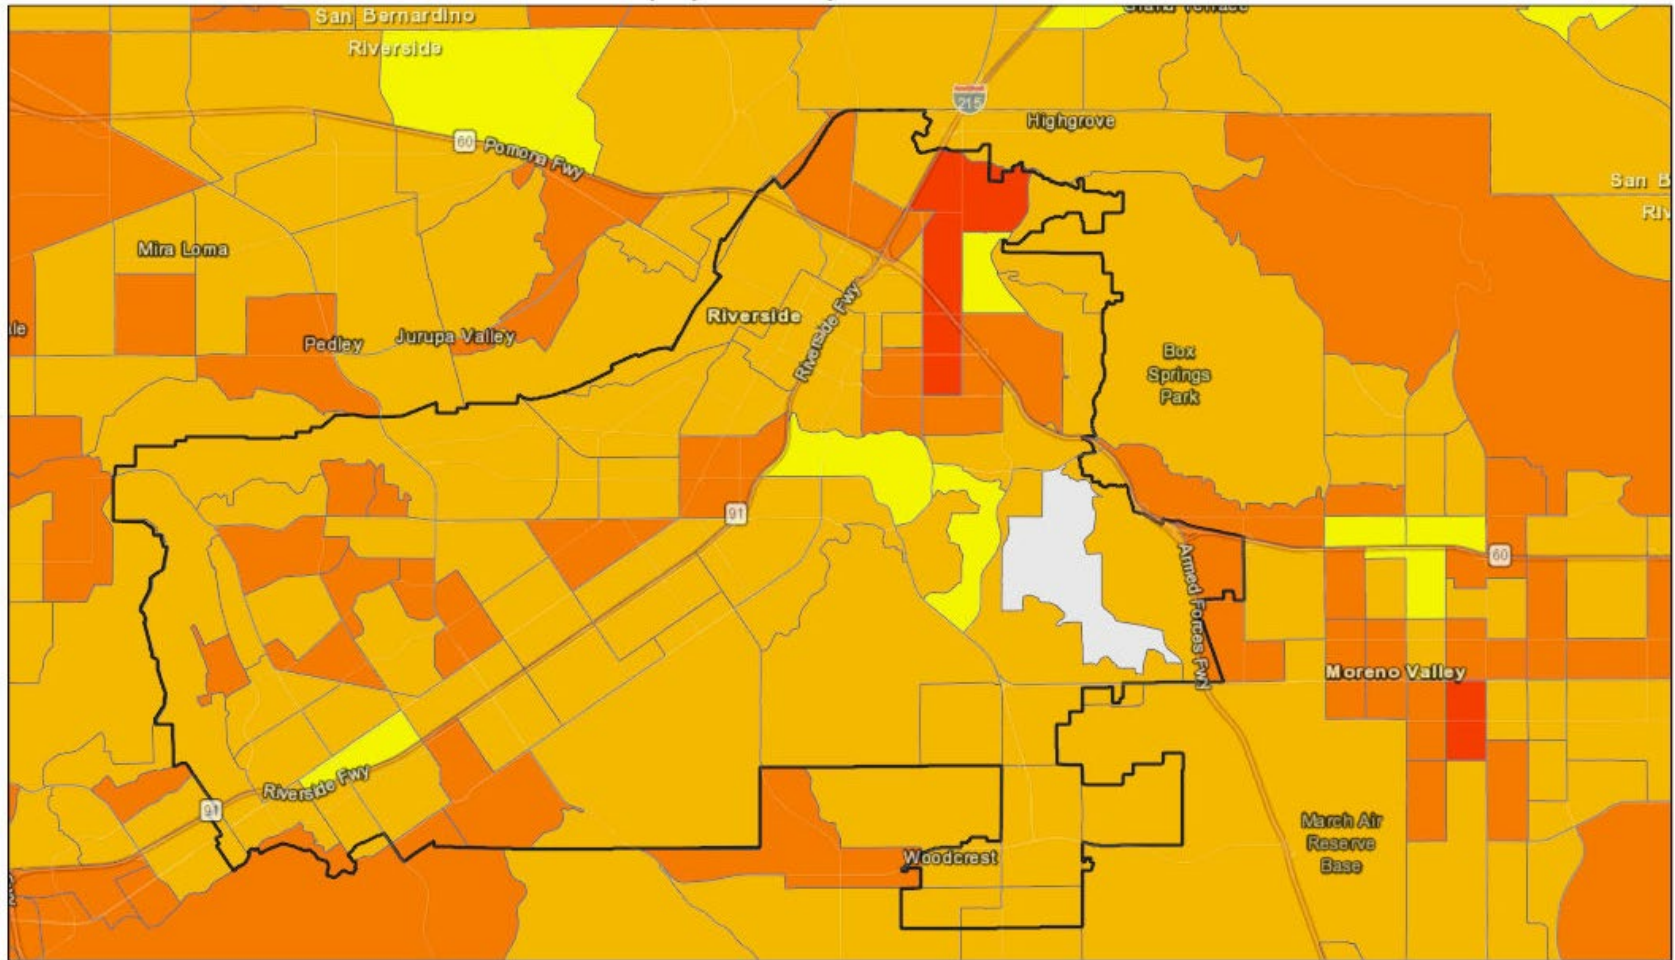 San Bernardino
Riverside
215
Highgrove
60
Pomona Fwy
San B
Riv
Mira Loma
Riverside
Riverside Fwy
Pedley
Jurupa Valley
Box
Springs
Park
91
60
Armed Forces Fwy
Moreno Valley
Riverside Fwy
91
March Air
Reserve
Base
Woodcrest